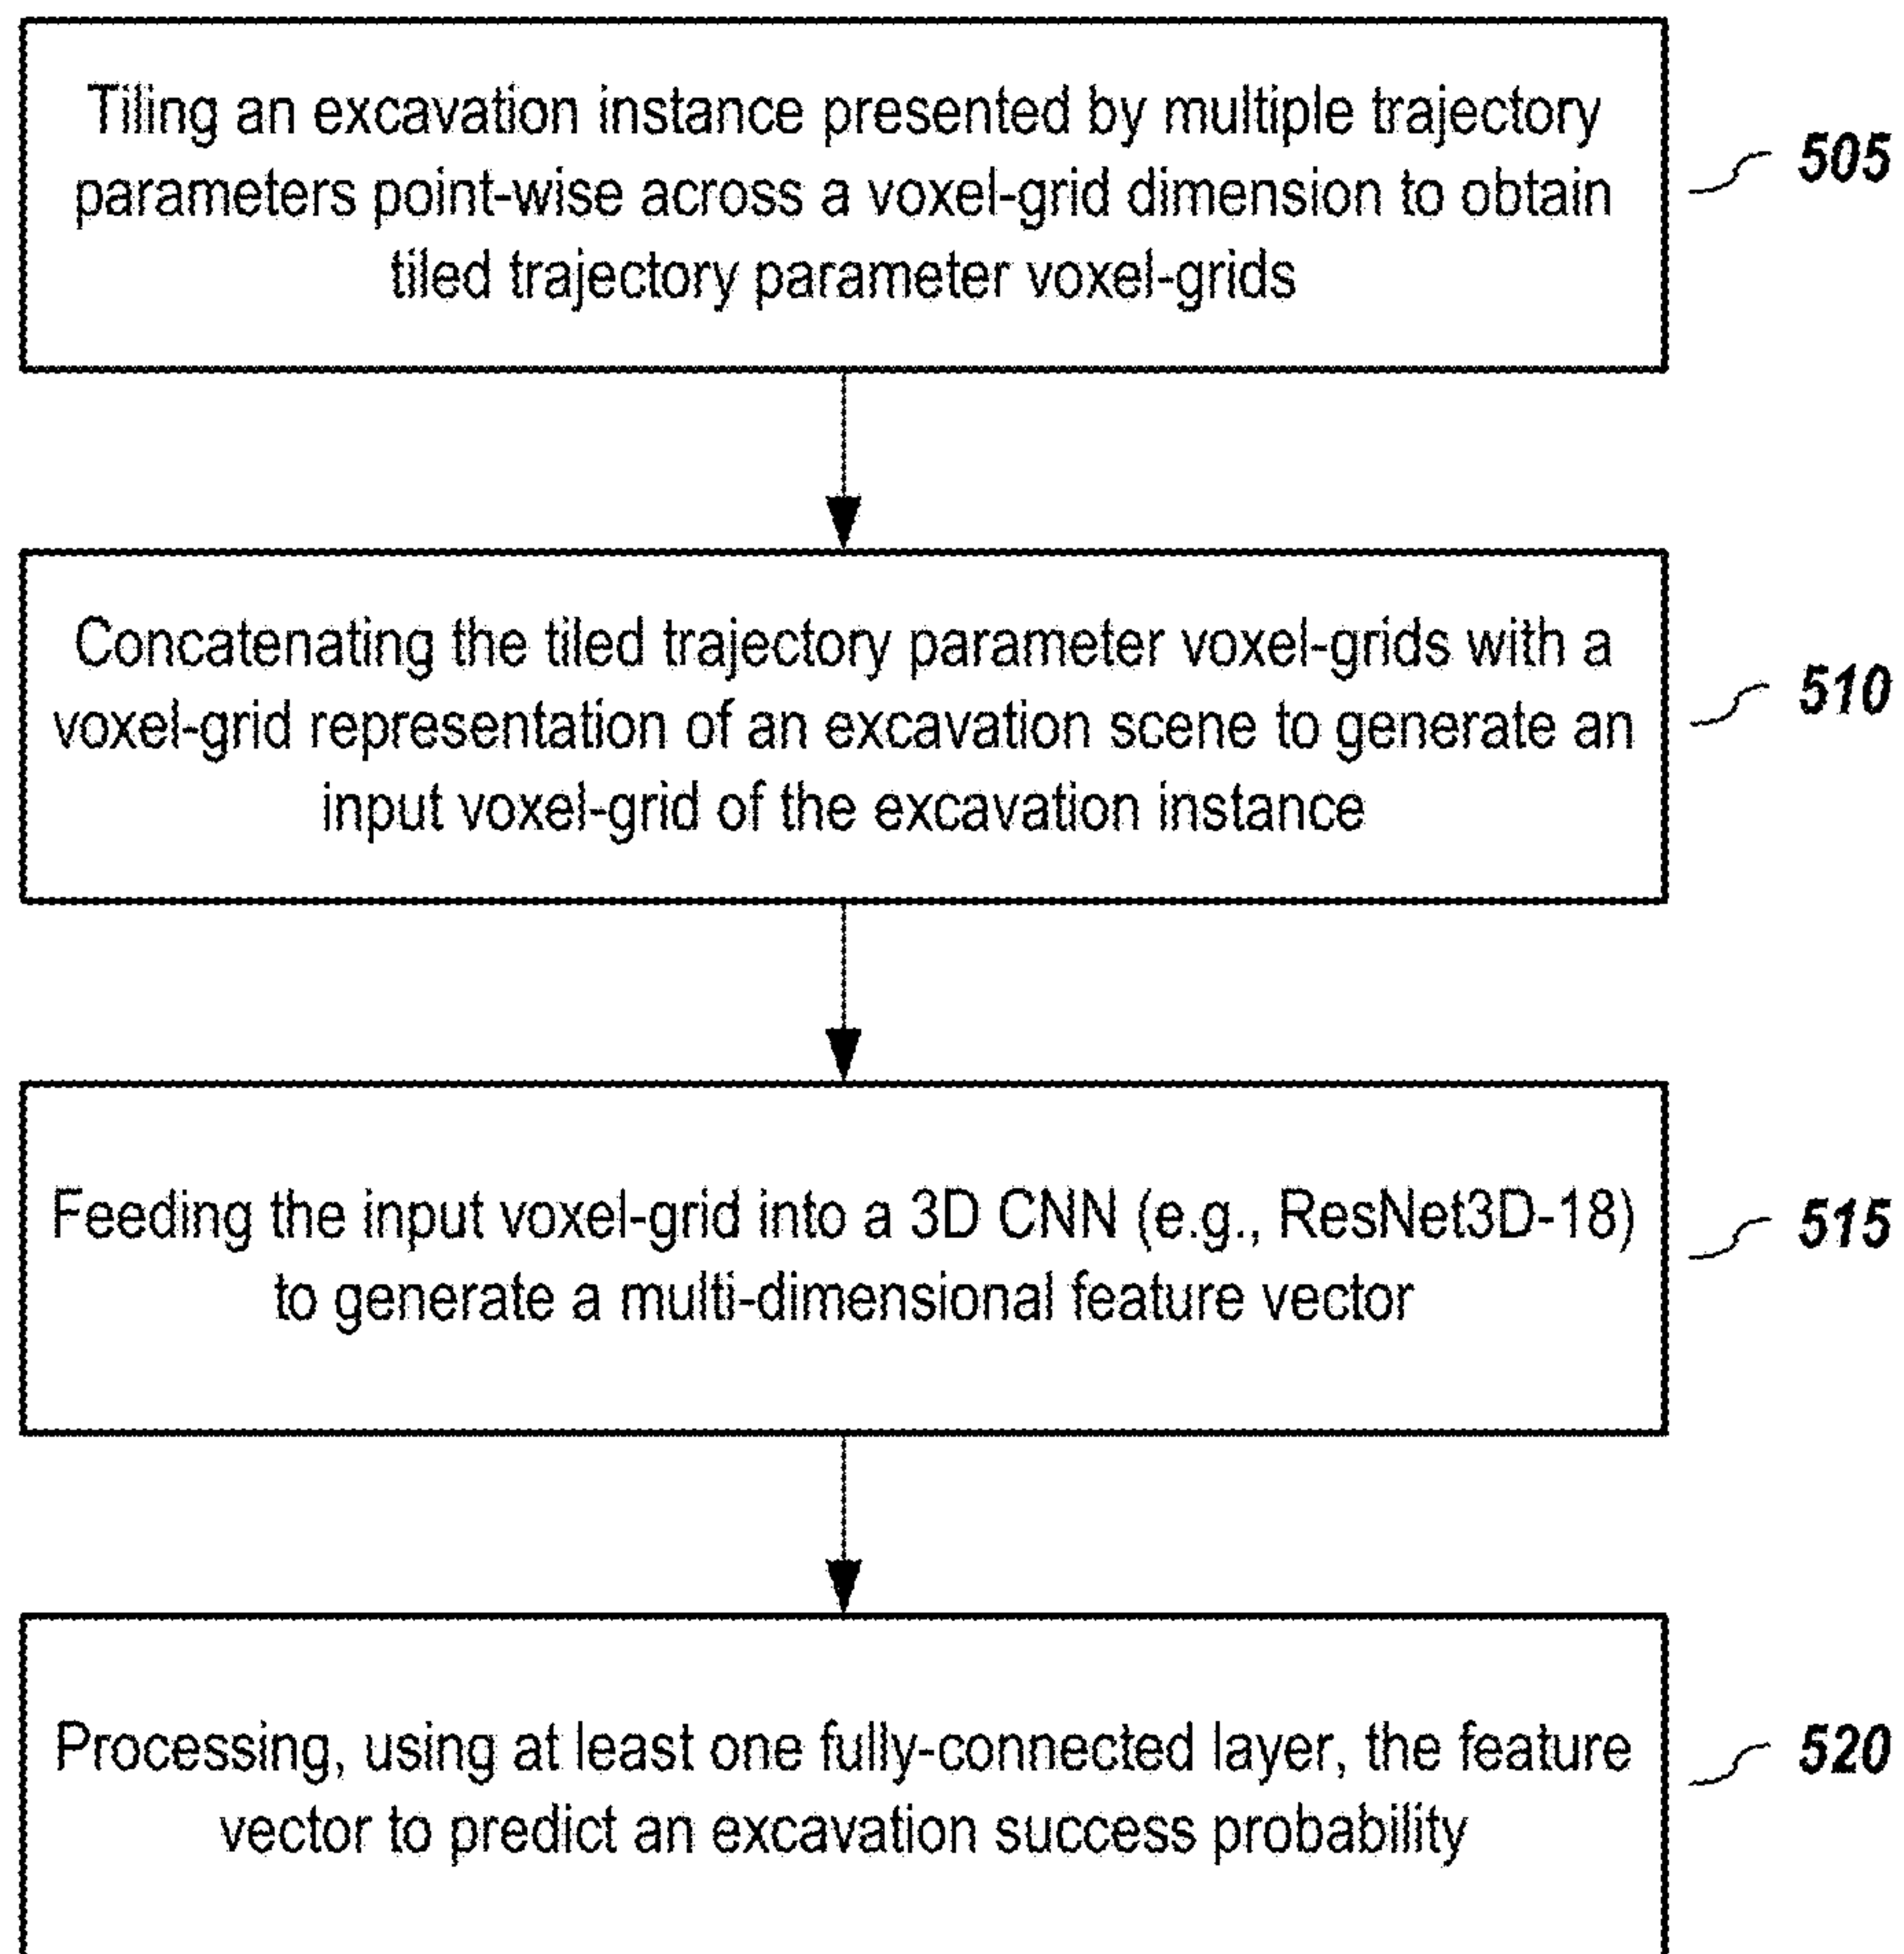 Tiling an excavation instance presented by multiple trajectory
parameters point-wise across a voxel-grid dimension to obtain
tiled trajectory parameter voxel-grids
505
Concatenating the tiled trajectory parameter voxel-grids with a
voxel-grid representation of an excavation scene to generate an
input voxel-grid of the excavation instance
510
Feeding the input voxel-grid into a 3D CNN (e.g., ResNet3D-18)
to generate a multi-dimensional feature vector
515
Processing, using at least one fully-connected layer, the feature
vector to predict an excavation success probability
520